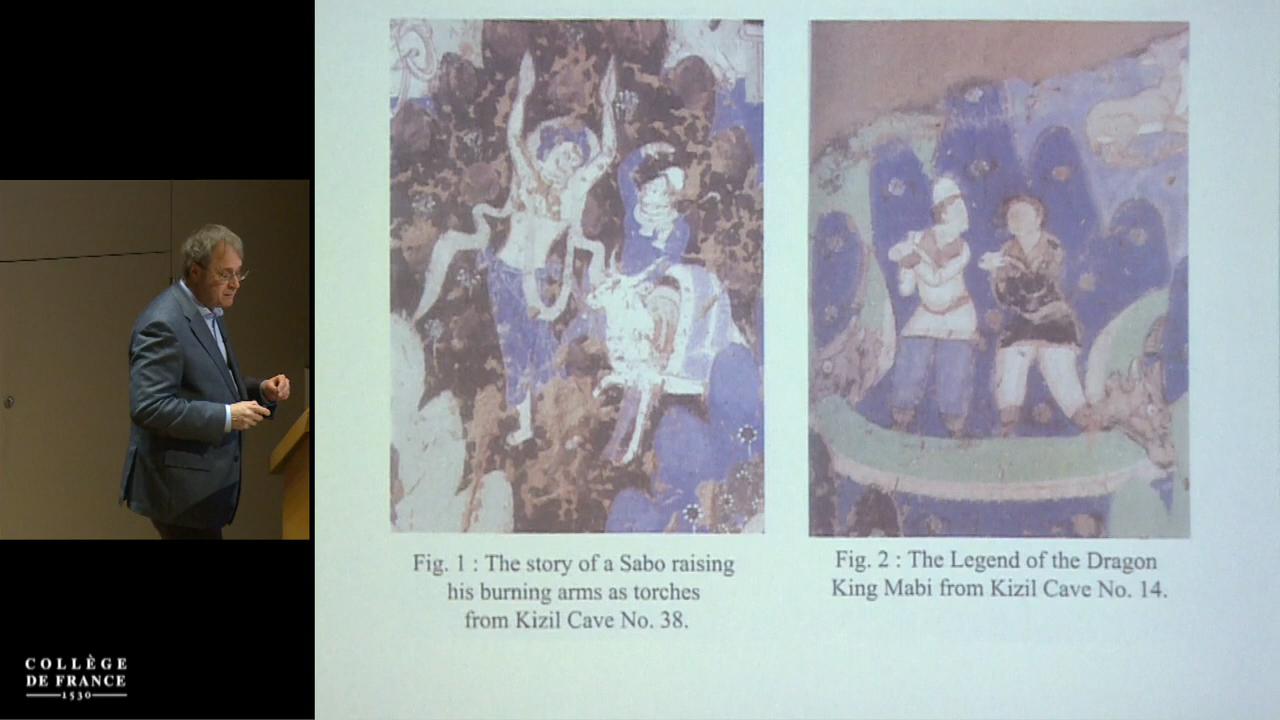 Fig. 1 : The story of a Sabo raising
his burning arms as torches
from Kizil Cave No. 38.
Fig. 2 : The Legend of the Dragon
King Mabi from Kizil Cave No. 14.
COLLÈGE
DE FRANCE
1530